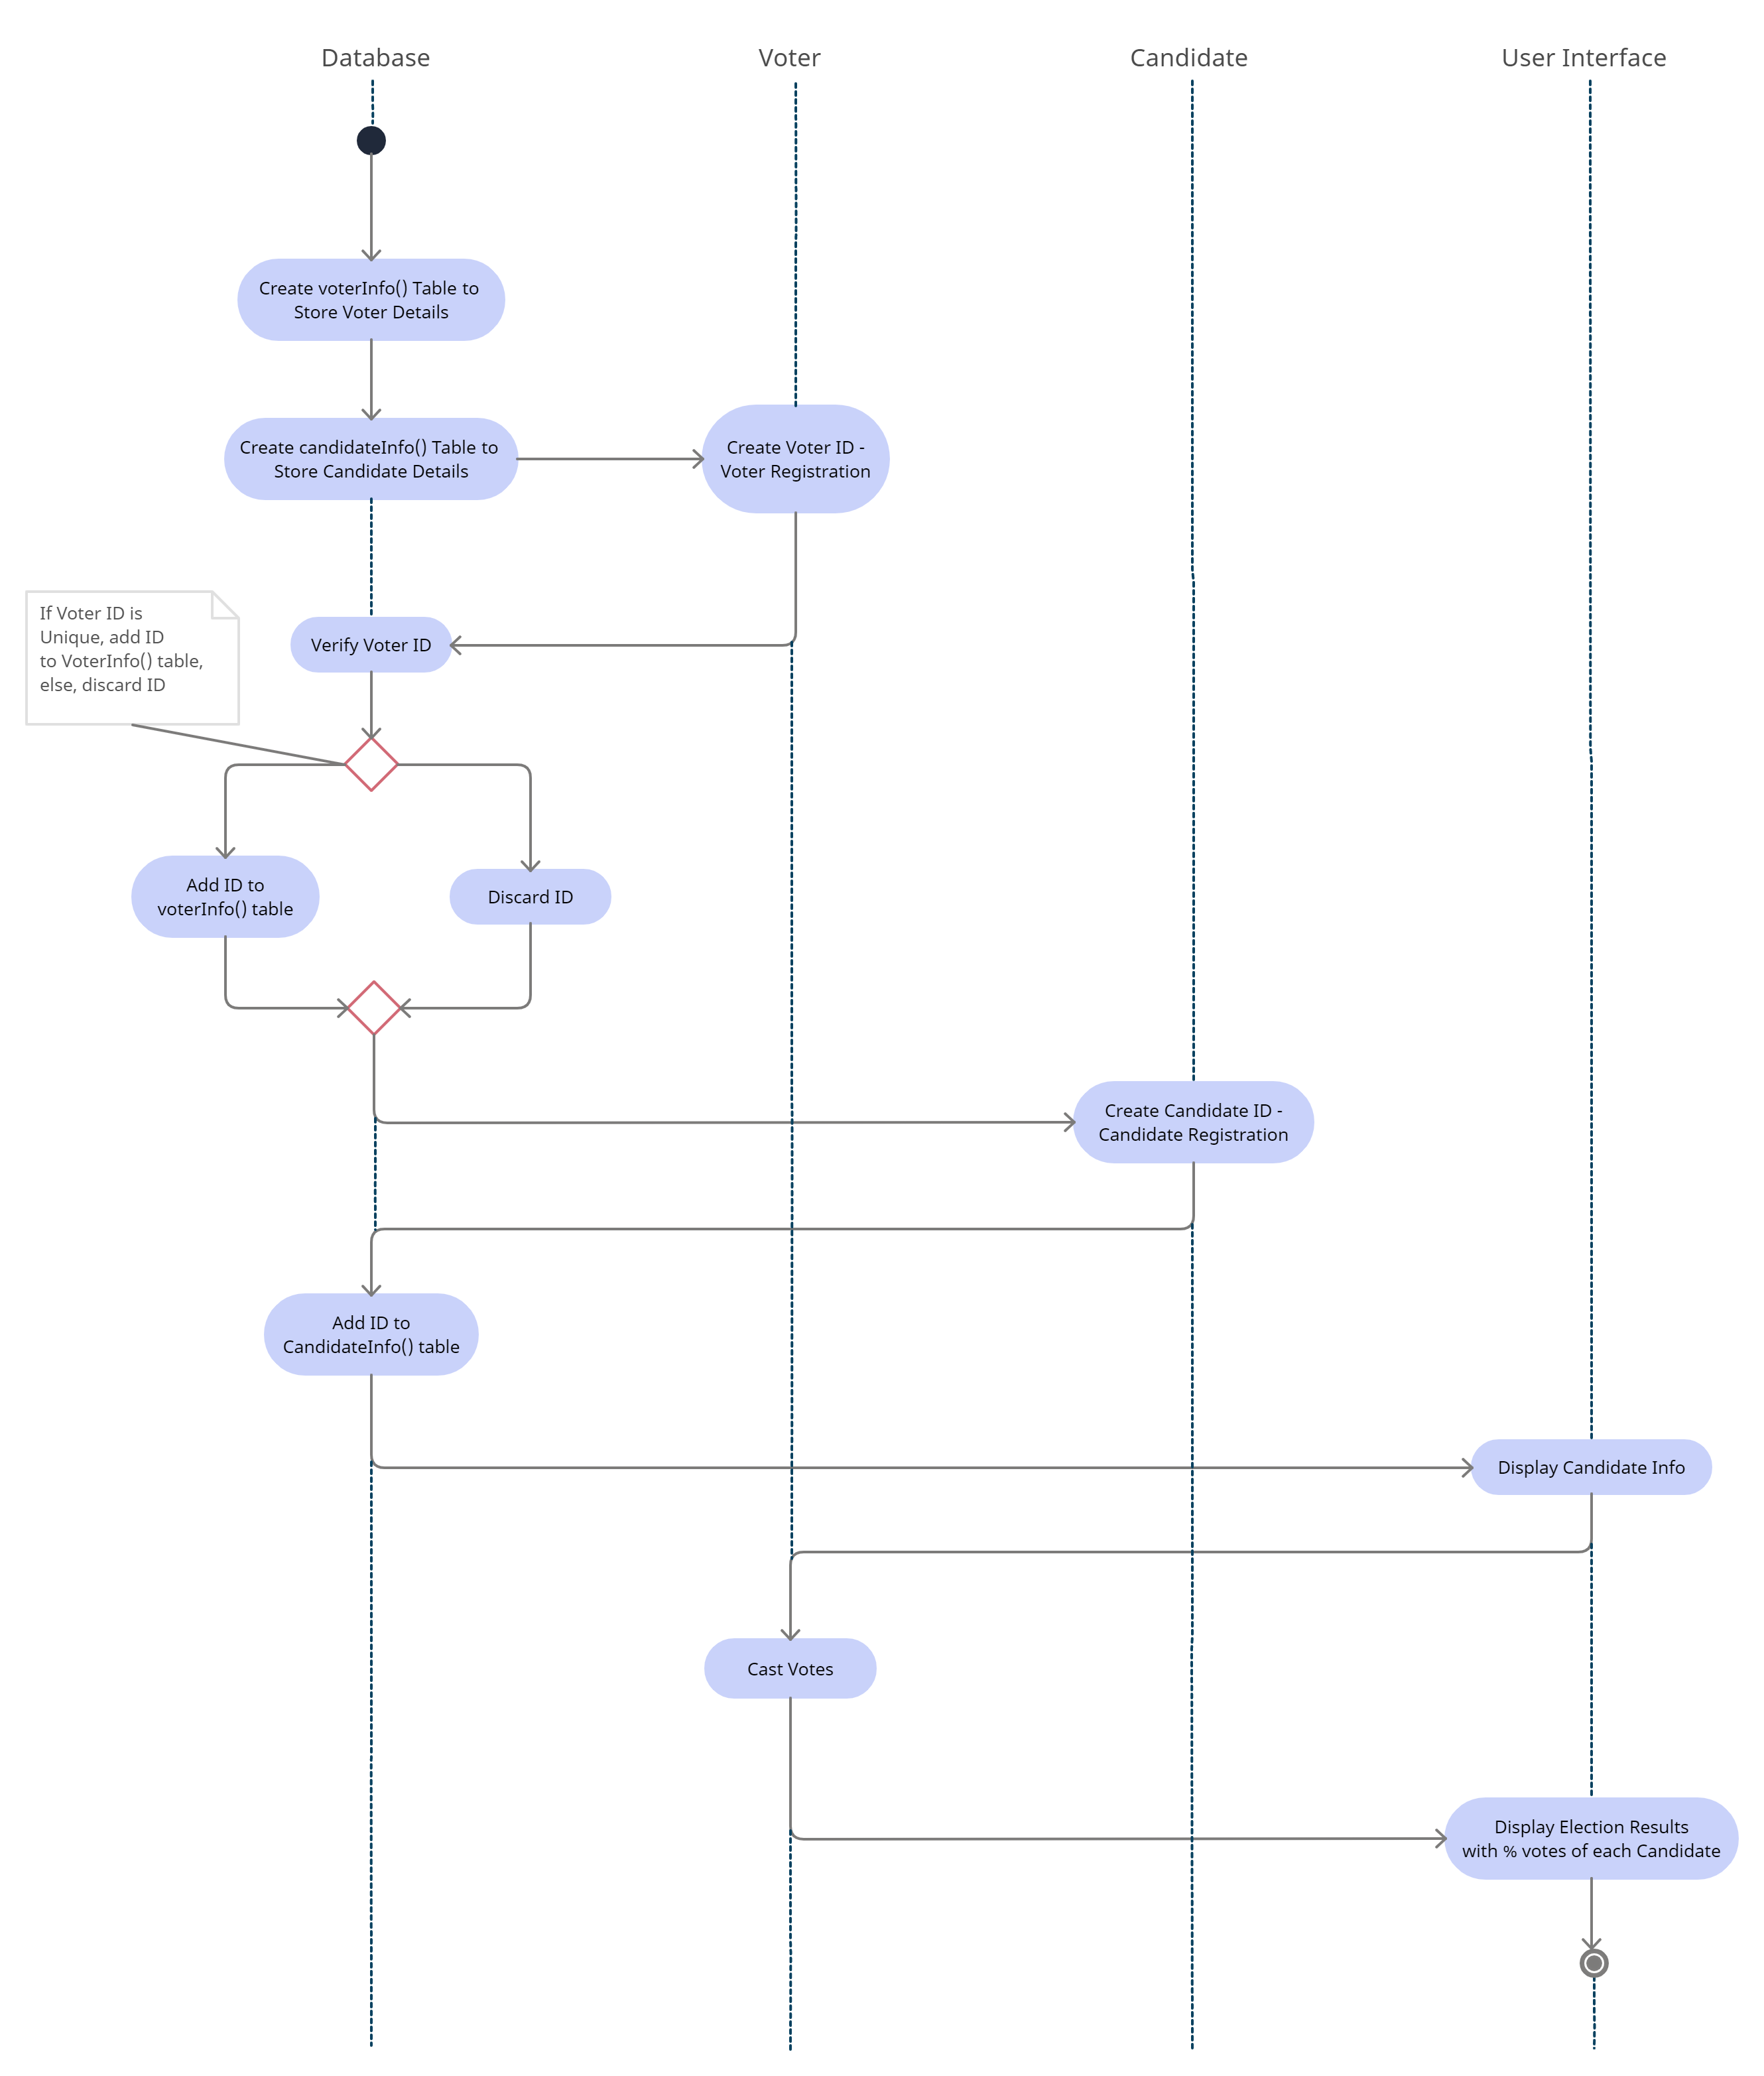 Database
Voter
Candidate
User Interface
Create voterInfo() Table to
Store Voter Details
Create candidateInfo() Table to
Store Candidate Details
Create Voter ID -
Voter Registration
If Voter ID is
Unique, add ID
to VoterInfo() table,
else, discard ID
Verify Voter ID
Add ID to
voterInfo() table
Discard ID
Create Candidate ID -
Candidate Registration
Add ID to
CandidateInfo() table
Display Candidate Info
Cast Votes
Display Election Results
with % votes of each Candidate